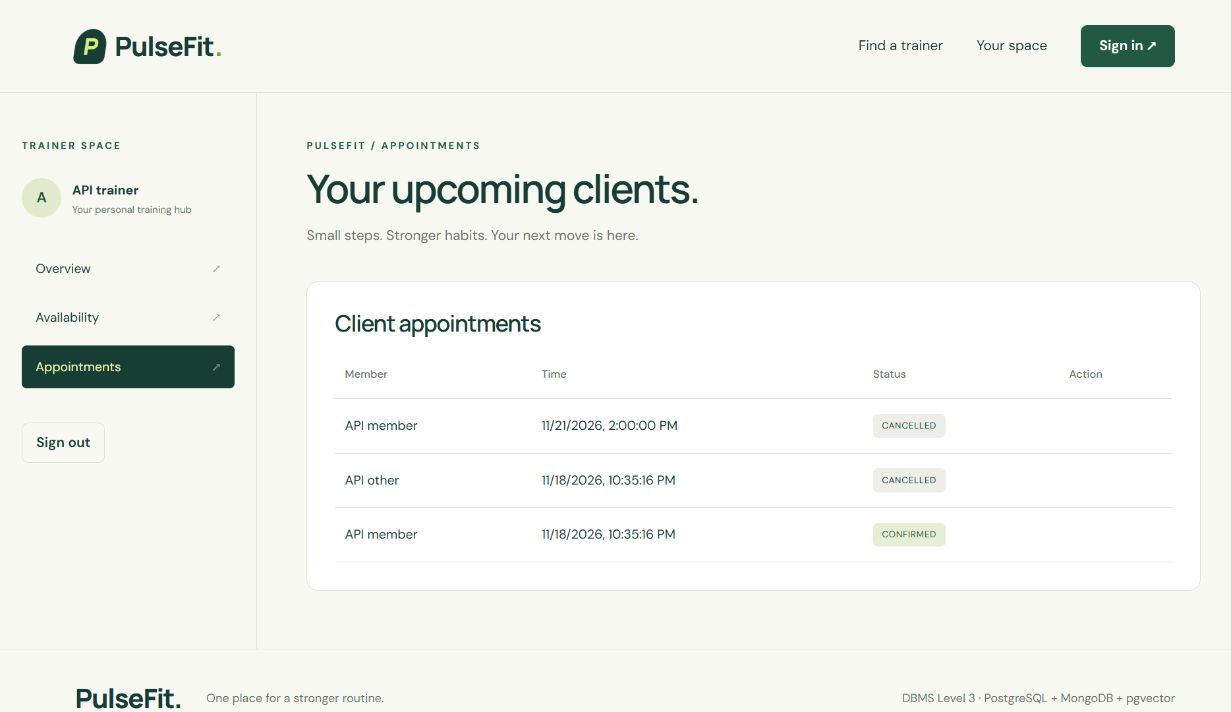 P PulseFit.
Find a trainer Your space Sign in ↗
TRAINER SPACE
A API trainer
Your personal training hub
Overview ↗
Availability ↗
Appointments ↗
Sign out
PULSEFIT / APPOINTMENTS
Your upcoming clients.
Small steps. Stronger habits. Your next move is here.
Client appointments
Member Time Status Action
API member 11/21/2026, 2:00:00 PM CANCELLED
API other 11/18/2026, 10:35:16 PM CANCELLED
API member 11/18/2026, 10:35:16 PM CONFIRMED
PulseFit. One place for a stronger routine. DBMS Level 3 · PostgreSQL + MongoDB + pgvector